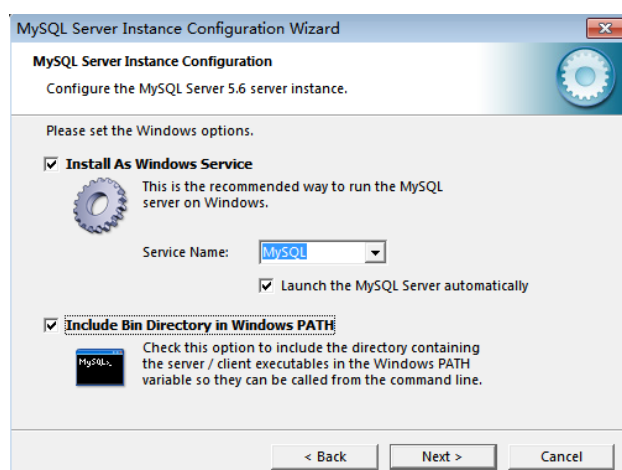 MySQL Server Instance Configuration Wizard
MySQL Server Instance Configuration
Configure the MySQL Server 5.6 server instance.
Please set the Windows options.
Install As Windows Service
This is the recommended way to run the MySQL
server on Windows.
Service Name: MySQL
Launch the MySQL Server automatically
Include Bin Directory in Windows PATH
MySQL>_
Check this option to include the directory containing
the server / client executables in the Windows PATH
variable so they can be called from the command line.
< Back Next > Cancel